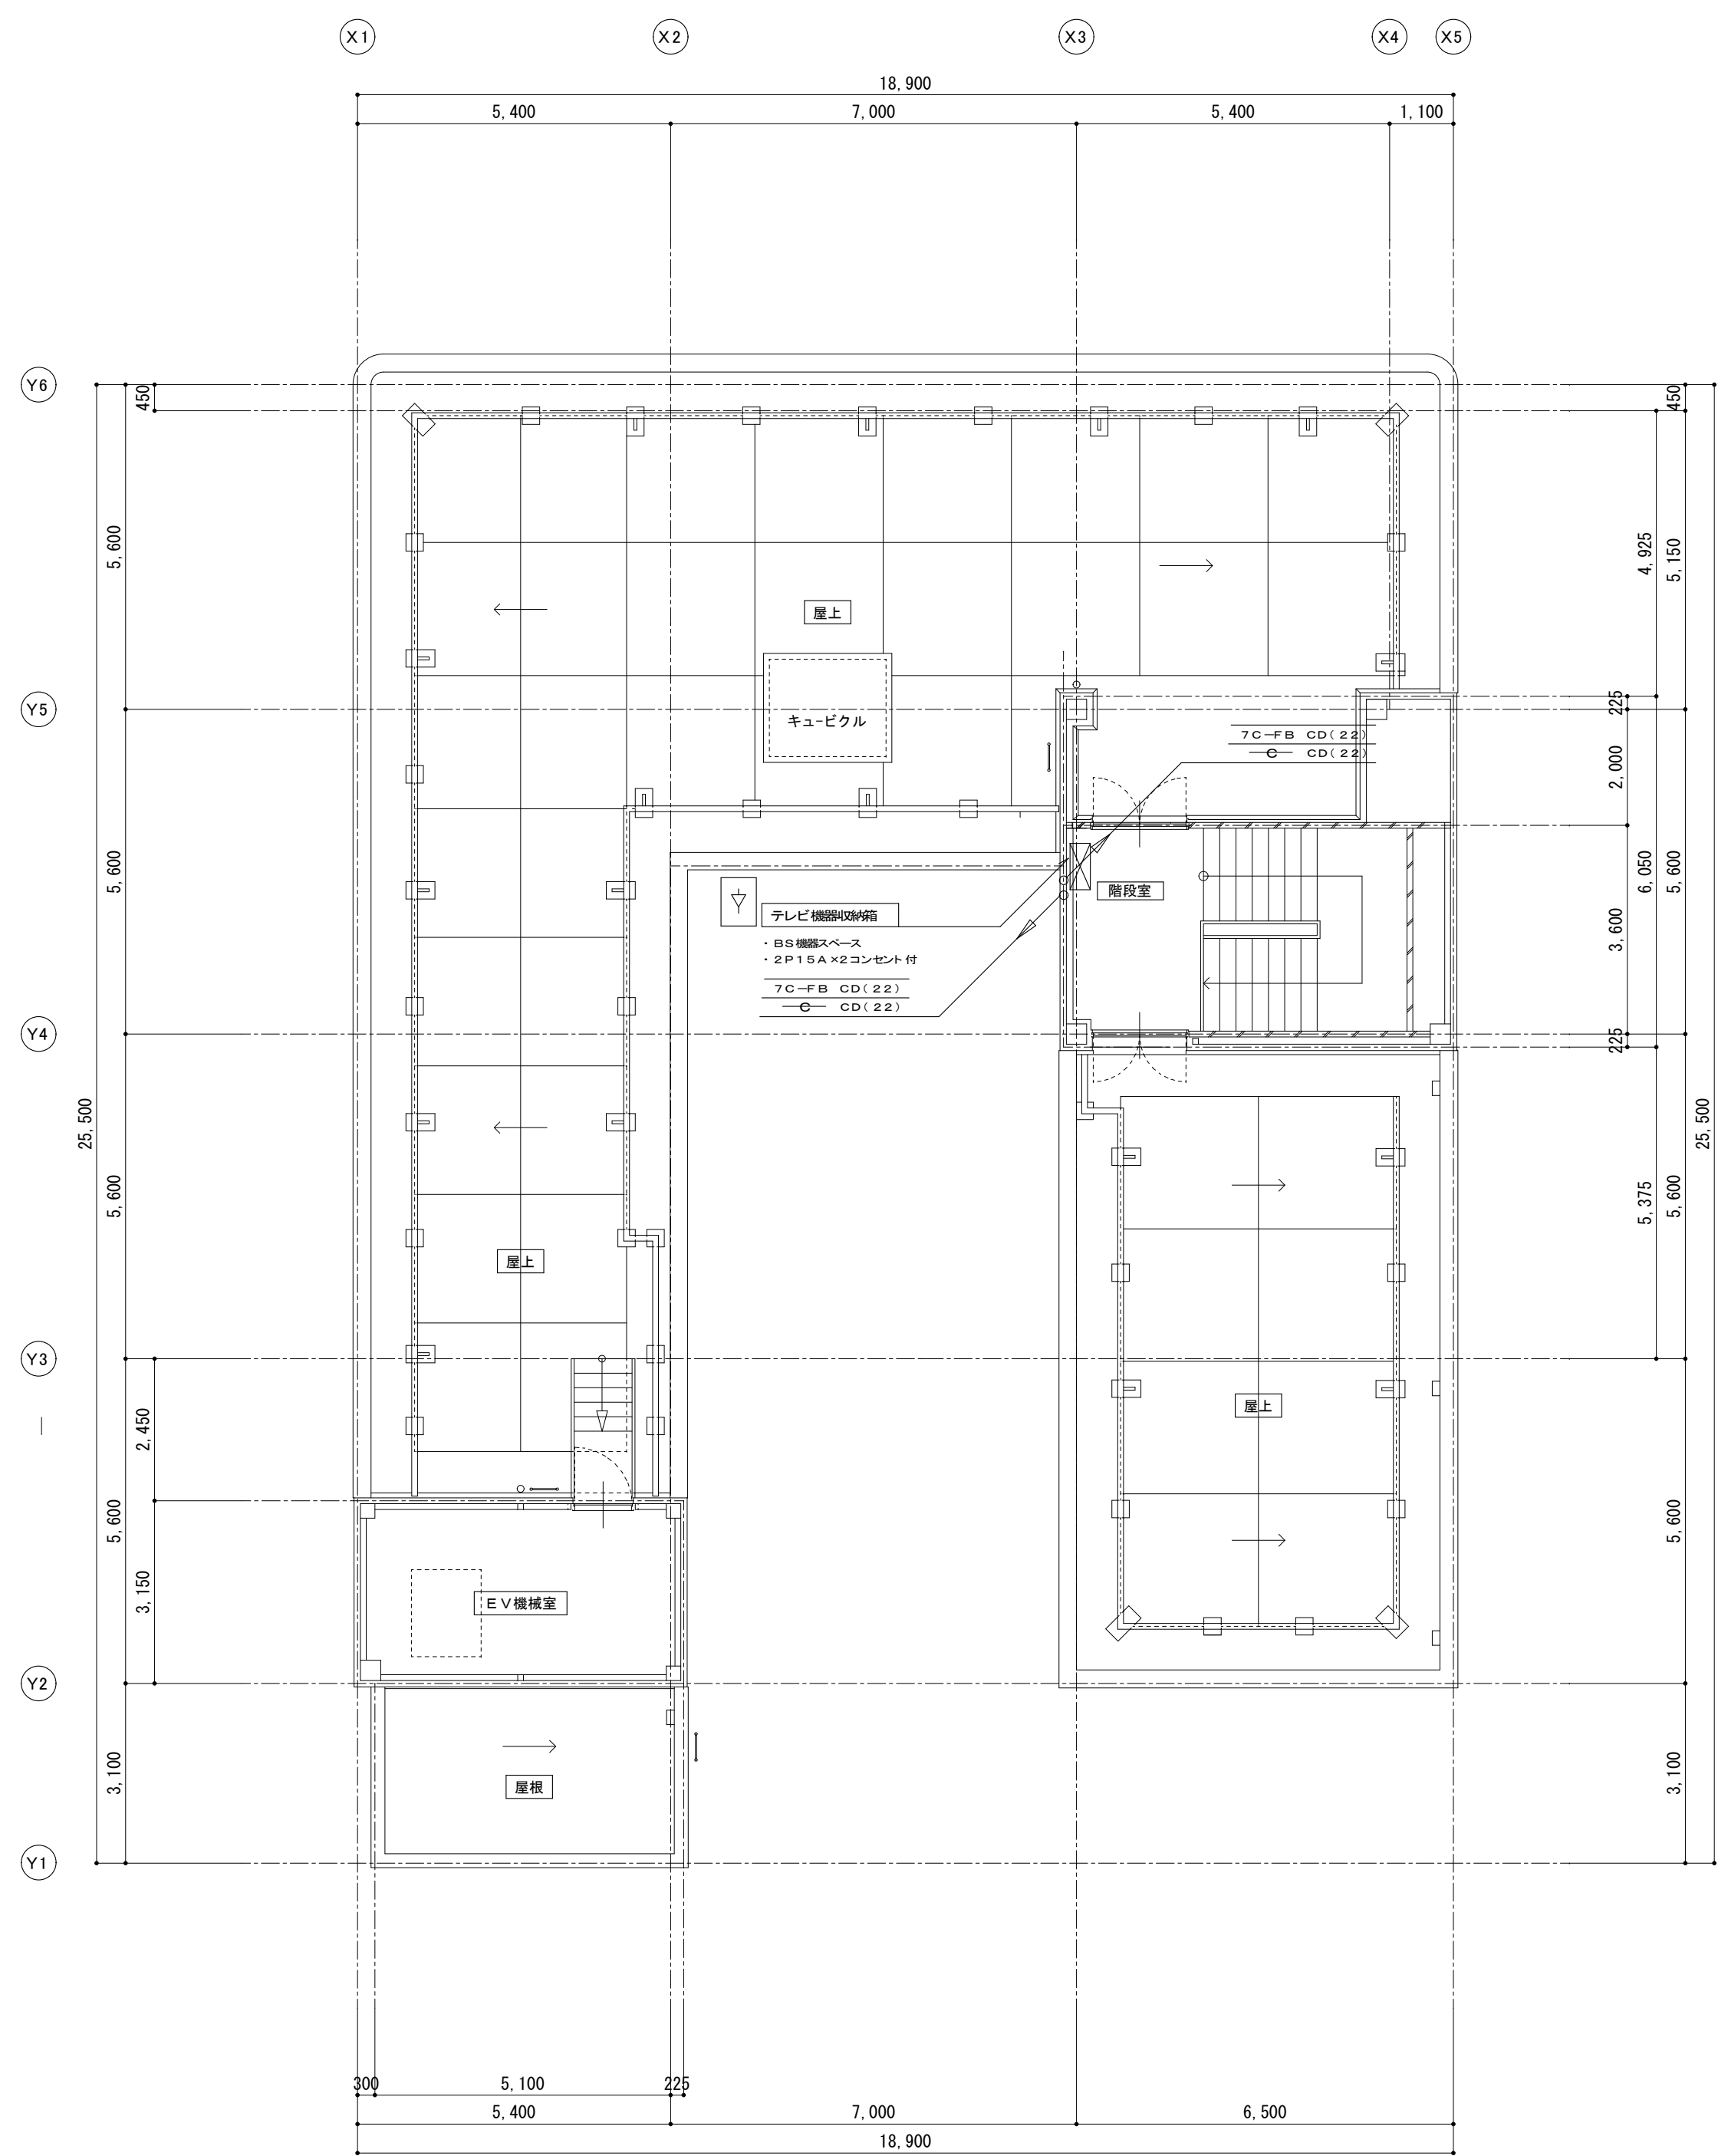 X1
X2
X3
X4
X5
18,900
5,400
7,000
5,400
1,100
Y6
450
450
5,600
4,925
5,150
屋上
Y5
キュービクル
225
7C-FB CD(22)
C CD(22)
2,000
階段室
テレビ機器収納箱
・BS機器スペース
・2P15A×2コンセント付
7C-FB CD(22)
C CD(22)
5,600
6,050
5,600
3,600
Y4
225
25,500
25,500
5,600
5,375
5,600
屋上
Y3
屋上
2,450
5,600
5,600
3,150
EV機械室
Y2
3,100
3,100
屋根
Y1
300
5,100
225
5,400
7,000
6,500
18,900